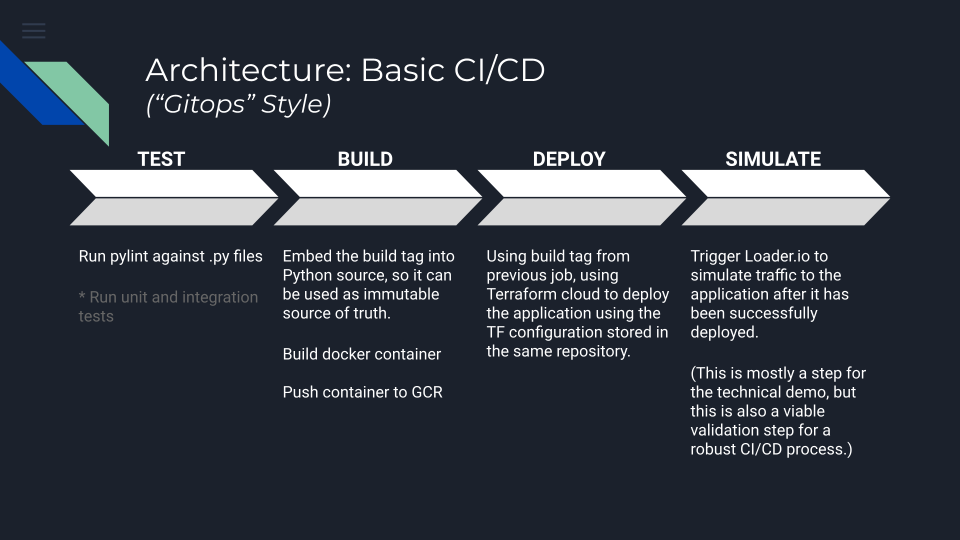 Architecture: Basic CI/CD
(“Gitops” Style)
TEST
BUILD
DEPLOY
SIMULATE
Run pylint against .py files
* Run unit and integration
tests
Embed the build tag into
Python source, so it can
be used as immutable
source of truth.
Build docker container
Push container to GCR
Using build tag from
previous job, using
Terraform cloud to deploy
the application using the
TF configuration stored in
the same repository.
Trigger Loader.io to
simulate traffic to the
application after it has
been successfully
deployed.
(This is mostly a step for
the technical demo, but
this is also a viable
validation step for a
robust CI/CD process.)